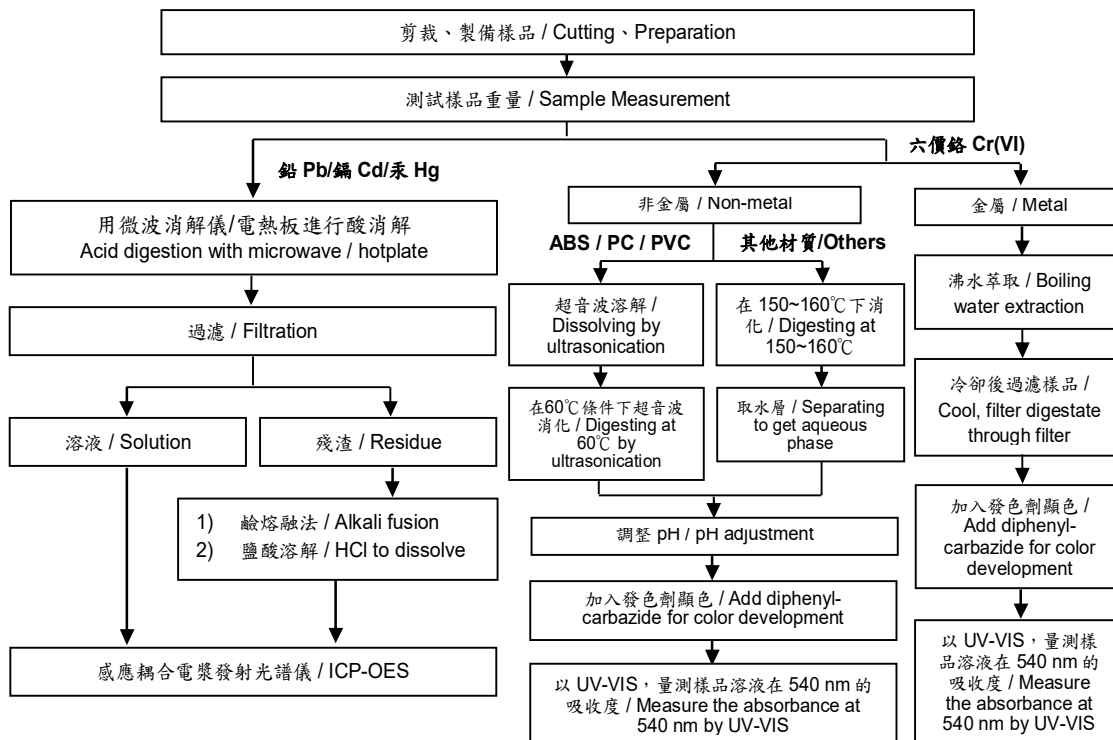 剪裁、製備樣品 / Cutting、Preparation
測試樣品重量 / Sample Measurement
鉛 Pb/鎘 Cd/汞 Hg
六價鉻 Cr(VI)
用微波消解儀/電熱板進行酸消解
Acid digestion with microwave / hotplate
過濾 / Filtration
溶液 / Solution
殘渣 / Residue
1) 鹼熔融法 / Alkali fusion
2) 鹽酸溶解 / HCl to dissolve
感應耦合電漿發射光譜儀 / ICP-OES
非金屬 / Non-metal
ABS / PC / PVC
其他材質/Others
超音波溶解 /
Dissolving by
ultrasonication
在60℃條件下超音波
消化 / Digesting at
60℃ by
ultrasonication
在 150~160℃下消
化 / Digesting at
150~160℃
取水層 / Separating
to get aqueous
phase
調整 pH / pH adjustment
加入發色劑顯色 / Add diphenyl-
carbazide for color development
以 UV-VIS，量測樣品溶液在 540 nm 的
吸收度 / Measure the absorbance at
540 nm by UV-VIS
金屬 / Metal
沸水萃取 / Boiling
water extraction
冷卻後過濾樣品 /
Cool, filter digestate
through filter
加入發色劑顯色 /
Add diphenyl-
carbazide for color
development
以 UV-VIS，量測樣
品溶液在 540 nm 的
吸收度 / Measure
the absorbance at
540 nm by UV-VIS